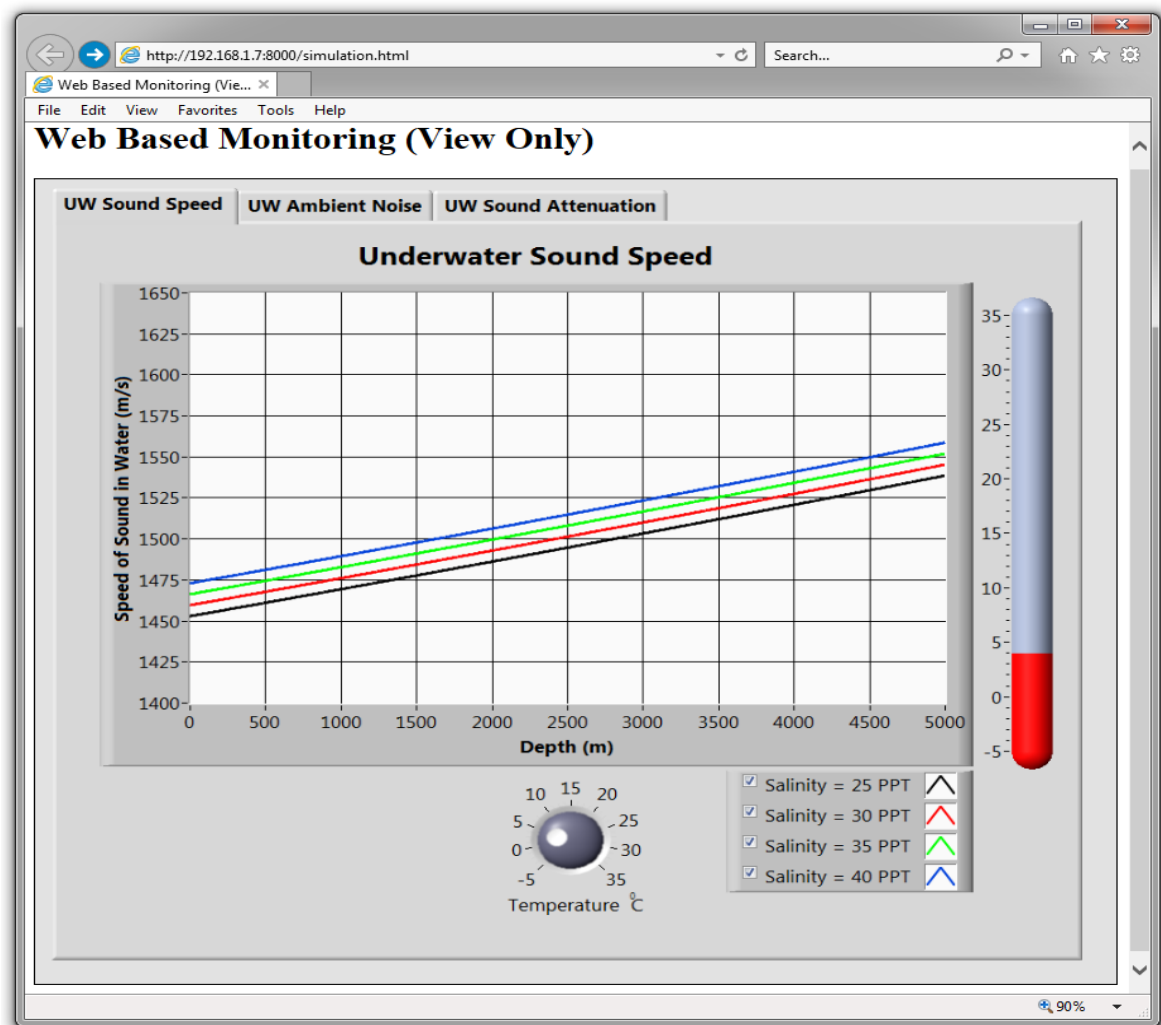 http://192.168.1.7:8000/simulation.html Search...
Web Based Monitoring (Vie...
File Edit View Favorites Tools Help
Web Based Monitoring (View Only)
UW Sound Speed UW Ambient Noise UW Sound Attenuation
Underwater Sound Speed
Speed of Sound in Water (m/s)
1650
1625
1600
1575
1550
1525
1500
1475
1450
1425
1400
0 500 1000 1500 2000 2500 3000 3500 4000 4500 5000
Depth (m)
35
30
25
20
15
10
5
0
-5
10 15 20
5 25
0 30
-5 35
Temperature °C
Salinity = 25 PPT
Salinity = 30 PPT
Salinity = 35 PPT
Salinity = 40 PPT
90%